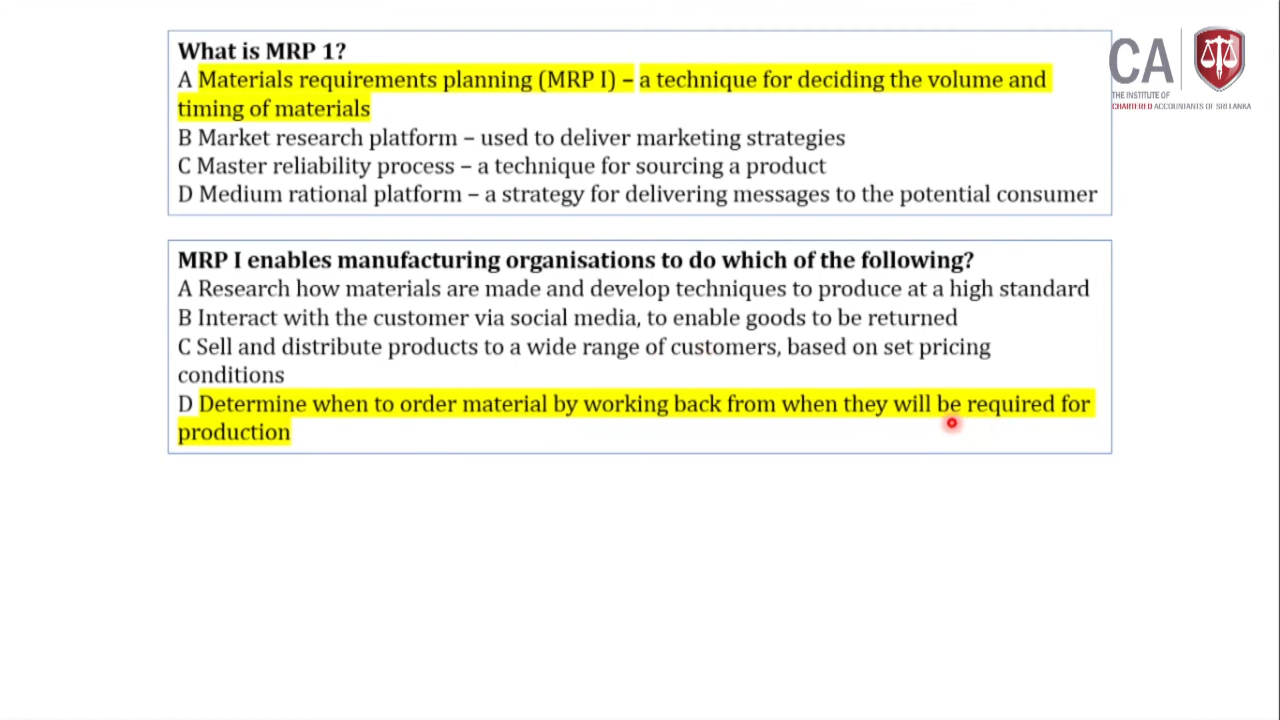 What is MRP 1?
A Materials requirements planning (MRP I) – a technique for deciding the volume and
timing of materials
B Market research platform – used to deliver marketing strategies
C Master reliability process – a technique for sourcing a product
D Medium rational platform – a strategy for delivering messages to the potential consumer
CA
THE INSTITUTE OF
CHARTERED ACCOUNTANTS OF SRI LANKA
MRP I enables manufacturing organisations to do which of the following?
A Research how materials are made and develop techniques to produce at a high standard
B Interact with the customer via social media, to enable goods to be returned
C Sell and distribute products to a wide range of customers, based on set pricing
conditions
D Determine when to order material by working back from when they will be required for
production